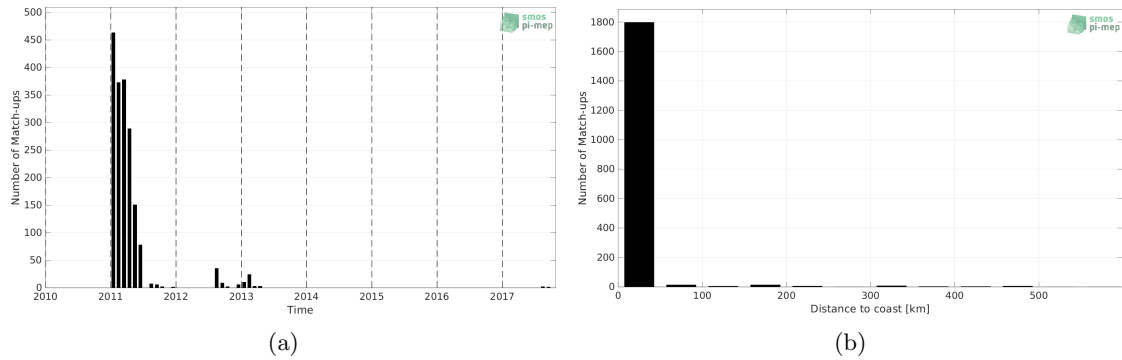 500
450
400
350
300
250
200
150
100
50
0
Number of Match-ups
2010 2011 2012 2013 2014 2015 2016 2017
Time
smos
pi-mep
(a)
1800
1600
1400
1200
1000
800
600
400
200
0
Number of Match-ups
0 100 200 300 400 500
Distance to coast [km]
smos
pi-mep
(b)